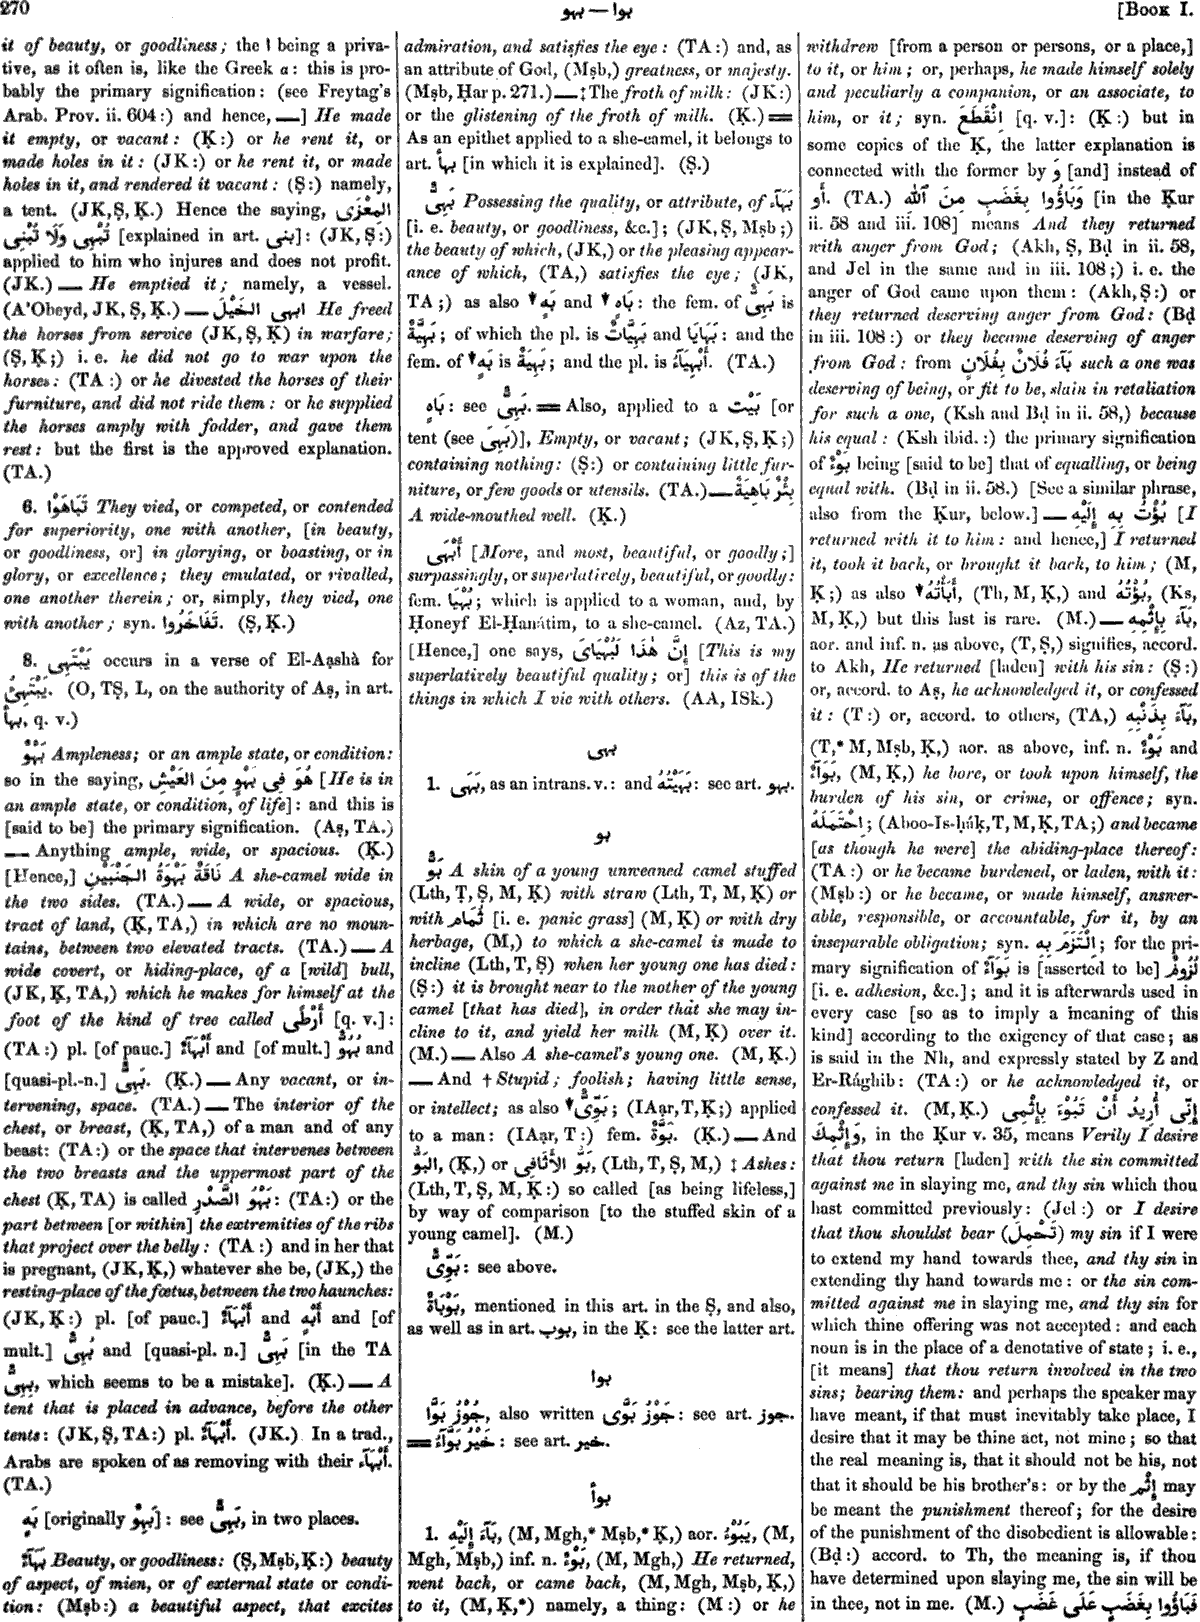 270
بهو — بوا
[Book I.
it of beauty, or goodliness; the ا being a priva-
tive, as it often is, like the Greek α: this is pro-
bably the primary signification: (see Freytag's
Arab. Prov. ii. 604:) and hence,—] He made
it empty, or vacant: (Ḳ:) or he rent it, or
made holes in it: (JK:) or he rent it, or made
holes in it, and rendered it vacant: (Ṣ:) namely,
a tent. (JK, Ṣ, Ḳ.) Hence the saying, المِعْزَى
تُبْهِى وَلَا تُبْنِى [explained in art. بنى]: (JK, Ṣ:)
applied to him who injures and does not profit.
(JK.) — He emptied it; namely, a vessel.
(A'Obeyd, JK, Ṣ, Ḳ.) — ابهى الخَيْلَ He freed
the horses from service (JK, Ṣ, Ḳ) in warfare;
(Ṣ, Ḳ;) i. e. he did not go to war upon the
horses: (TA:) or he divested the horses of their
furniture, and did not ride them: or he supplied
the horses amply with fodder, and gave them
rest: but the first is the approved explanation.
(TA.)
6. تَبَاهَوْا They vied, or competed, or contended
for superiority, one with another, [in beauty,
or goodliness, or] in glorying, or boasting, or in
glory, or excellence; they emulated, or rivalled,
one another therein; or, simply, they vied, one
with another; syn. تَفَاخَرُوا. (Ṣ, Ḳ.)
8. يَبْتَهِى occurs in a verse of El-Aạshà for
يَبْتَهِئُ. (O, TṢ, L, on the authority of Aṣ, in art.
بهأ, q. v.)
بَهْوٌ Ampleness; or an ample state, or condition:
so in the saying, هُوَ فِى بَهْوٍ مِنَ العَيْشِ [He is in
an ample state, or condition, of life]: and this is
[said to be] the primary signification. (Aṣ, TA.)
— Anything ample, wide, or spacious. (Ḳ.)
[Hence,] نَاقَةٌ بَهْوَةُ الجَنْبَيْنِ A she-camel wide in
the two sides. (TA.) — A wide, or spacious,
tract of land, (Ḳ, TA,) in which are no moun-
tains, between two elevated tracts. (TA.) — A
wide covert, or hiding-place, of a [wild] bull,
(JK, Ḳ, TA,) which he makes for himself at the
foot of the kind of tree called أَرْطًى [q. v.]:
(TA:) pl. [of pauc.] أَبْهَآءٌ and [of mult.] بُهُوٌّ and
[quasi-pl.-n.] بَهِىٌّ. (Ḳ.) — Any vacant, or in-
tervening, space. (TA.) — The interior of the
chest, or breast, (Ḳ, TA,) of a man and of any
beast: (TA:) or the space that intervenes between
the two breasts and the uppermost part of the
chest (Ḳ, TA) is called بَهْوُ الصَّدْرِ: (TA:) or the
part between [or within] the extremities of the ribs
that project over the belly: (TA:) and in her that
is pregnant, (JK, Ḳ,) whatever she be, (JK,) the
resting-place of the fœtus, between the two haunches:
(JK, Ḳ:) pl. [of pauc.] أَبْهَآءٌ and أَبْهٍ and [of
mult.] بُهِىٌّ and [quasi-pl. n.] بَهِىٌّ [in the TA
بِهِىٌّ, which seems to be a mistake]. (Ḳ.) — A
tent that is placed in advance, before the other
tents: (JK, Ṣ, TA:) pl. أَبْهَآءٌ. (JK.) In a trad.,
Arabs are spoken of as removing with their أَبْهَآء.
(TA.)
بَهٍ [originally بَهِوٌ]: see بَهِىٌّ, in two places.
بَهَآءٌ Beauty, or goodliness: (Ṣ, Mṣb, Ḳ:) beauty
of aspect, of mien, or of external state or condi-
tion: (Mṣb:) a beautiful aspect, that excites
admiration, and satisfies the eye: (TA:) and, as
an attribute of God, (Mṣb,) greatness, or majesty.
(Mṣb, Ḥar p. 271.) — ‡ The froth of milk: (JK:)
or the glistening of the froth of milk. (Ḳ.) ==
As an epithet applied to a she-camel, it belongs to
art. بهأ [in which it is explained]. (Ṣ.)
بَهِىٌّ Possessing the quality, or attribute, of بَهَآء
[i. e. beauty, or goodliness, &c.]; (JK, Ṣ, Mṣb;)
the beauty of which, (JK,) or the pleasing appear-
ance of which, (TA,) satisfies the eye; (JK,
TA;) as also ▼ بَهٍ and ▼ بَاهٍ: the fem. of بَهِىٌّ is
بَهِيَّةٌ; of which the pl. is بَهِيَّاتٌ and بَهَايَا: and the
fem. of ▼ بَهٍ is بَهِيَةٌ; and the pl. is أَبْهِيَآءُ. (TA.)
بَاهٍ: see بَهِىٌّ. == Also, applied to a بَيْت [or
tent (see بَهِىَ)], Empty, or vacant; (JK, Ṣ, Ḳ;)
containing nothing: (Ṣ:) or containing little fur-
niture, or few goods or utensils. (TA.) — بِئْرٌ بَاهِيَةٌ
A wide-mouthed well. (Ḳ.)
أَبْهَى [More, and most, beautiful, or goodly;]
surpassingly, or superlatively, beautiful, or goodly:
fem. بُهْيَا; which is applied to a woman, and, by
Ḥoneyf El-Ḥanátim, to a she-camel. (Az, TA.)
[Hence,] one says, إِنَّ هٰذَا لَبُهْيَاىَ [This is my
superlatively beautiful quality; or] this is of the
things in which I vie with others. (AA, ISk.)
بهى
1. بَهَى, as an intrans. v.: and بَهَيْتُهُ: see art. بهو.
بو
بَوٌّ A skin of a young unweaned camel stuffed
(Lth, Ṭ, Ṣ, M, Ḳ) with straw (Lth, T, M, Ḳ) or
with ثُمَام [i. e. panic grass] (M, Ḳ) or with dry
herbage, (M,) to which a she-camel is made to
incline (Lth, T, Ṣ) when her young one has died:
(Ṣ:) it is brought near to the mother of the young
camel [that has died], in order that she may in-
cline to it, and yield her milk (M, Ḳ) over it.
(M.) — Also A she-camel's young one. (M, Ḳ.)
— And † Stupid; foolish; having little sense,
or intellect; as also ▼ بَوِّىٌّ; (IAạr, T, Ḳ;) applied
to a man: (IAạr, T:) fem. بَوَّةٌ. (Ḳ.) — And
البَوُّ, (Ḳ,) or بَوُّ الأَثَافِى, (Lth, T, Ṣ, M,) ‡ Ashes:
(Lth, T, Ṣ, M, Ḳ:) so called [as being lifeless,]
by way of comparison [to the stuffed skin of a
young camel]. (M.)
بَوِّىٌّ: see above.
بَوْبَاةٌ, mentioned in this art. in the Ṣ, and also,
as well as in art. بوب, in the Ḳ: see the latter art.
بوا
جَوْزُ بَوَّا, also written جَوْزُ بَوَّى: see art. جوز.
== خَيْرُ بَوَّاءَ: see art. خير.
بوأ
1. بَآءَ إِلَيْهِ, (M, Mgh,* Mṣb,* Ḳ,) aor. يَبُوْءُ, (M,
Mgh, Mṣb,) inf. n. بَوْءٌ, (M, Mgh,) He returned,
went back, or came back, (M, Mgh, Mṣb, Ḳ,)
to it, (M, Ḳ,*) namely, a thing: (M:) or he
withdrew [from a person or persons, or a place,]
to it, or him; or, perhaps, he made himself solely
and peculiarly a companion, or an associate, to
him, or it; syn. اِنْقَطَعَ [q. v.]: (Ḳ:) but in
some copies of the Ḳ, the latter explanation is
connected with the former by وَ [and] instead of
أَو. (TA.) وَبَاؤُوا بِغَضَبٍ مِنَ ٱللّٰه [in the Ḳur
ii. 58 and iii. 108] means And they returned
with anger from God; (Akh, Ṣ, Bḍ in ii. 58,
and Jel in the same and in iii. 108;) i. e. the
anger of God came upon them: (Akh, Ṣ:) or
they returned deserving anger from God: (Bḍ
in iii. 108:) or they became deserving of anger
from God: from بَآءَ فُلَانٌ بِفُلَانٍ such a one was
deserving of being, or fit to be, slain in retaliation
for such a one, (Ksh and Bḍ in ii. 58,) because
his equal: (Ksh ibid.:) the primary signification
of بَوْءٌ being [said to be] that of equalling, or being
equal with. (Bḍ in ii. 58.) [See a similar phrase,
also from the Ḳur, below.] — بُؤْتُ بِهِ إِلَيْهِ [I
returned with it to him: and hence,] I returned
it, took it back, or brought it back, to him; (M,
Ḳ;) as also ▼ أَبَأْتُهُ, (Th, M, Ḳ,) and بُؤْتُهُ, (Ks,
M, Ḳ,) but this last is rare. (M.) — بَآءَ بِإِثْمِهِ,
aor. and inf. n. as above, (T, Ṣ,) signifies, accord.
to Akh, He returned [laden] with his sin: (Ṣ:)
or, accord. to Aṣ, he acknowledged it, or confessed
it: (T:) or, accord. to others, (TA,) بَآءَ بِذَنْبِهِ,
(T,* M, Mṣb, Ḳ,) aor. as above, inf. n. بَوْءٌ and
بَوَآءٌ, (M, Ḳ,) he bore, or took upon himself, the
burden of his sin, or crime, or offence; syn.
اِحْتَمَلَهُ; (Aboo-Is-ḥáḳ, T, M, Ḳ, TA;) and became
[as though he were] the abiding-place thereof:
(TA:) or he became burdened, or laden, with it:
(Mṣb:) or he became, or made himself, answer-
able, responsible, or accountable, for it, by an
inseparable obligation; syn. اِلْتَزَمَ بِهِ; for the pri-
mary signification of بَوَآءٌ is [asserted to be] لُزُومٌ
[i. e. adhesion, &c.]; and it is afterwards used in
every case [so as to imply a meaning of this
kind] according to the exigency of that case; as
is said in the Nh, and expressly stated by Z and
Er-Rághib: (TA:) or he acknowledged it, or
confessed it. (M, Ḳ.) إِنِّى أُرِيدُ أَنْ تَبُوْءَ بِإِثْمِى
وَإِثْمِكَ, in the Ḳur v. 35, means Verily I desire
that thou return [laden] with the sin committed
against me in slaying me, and thy sin which thou
hast committed previously: (Jel:) or I desire
that thou shouldst bear (تَحْمِلَ) my sin if I were
to extend my hand towards thee, and thy sin in
extending thy hand towards me: or the sin com-
mitted against me in slaying me, and thy sin for
which thine offering was not accepted: and each
noun is in the place of a denotative of state; i. e.,
[it means] that thou return involved in the two
sins; bearing them: and perhaps the speaker may
have meant, if that must inevitably take place, I
desire that it may be thine act, not mine; so that
the real meaning is, that it should not be his, not
that it should be his brother's: or by the إِثْم may
be meant the punishment thereof; for the desire
of the punishment of the disobedient is allowable:
(Bḍ:) accord. to Th, the meaning is, if thou
have determined upon slaying me, the sin will be
in thee, not in me. (M.) فَبَاؤُوا بِغَضَبٍ عَلَى غَضَبٍ